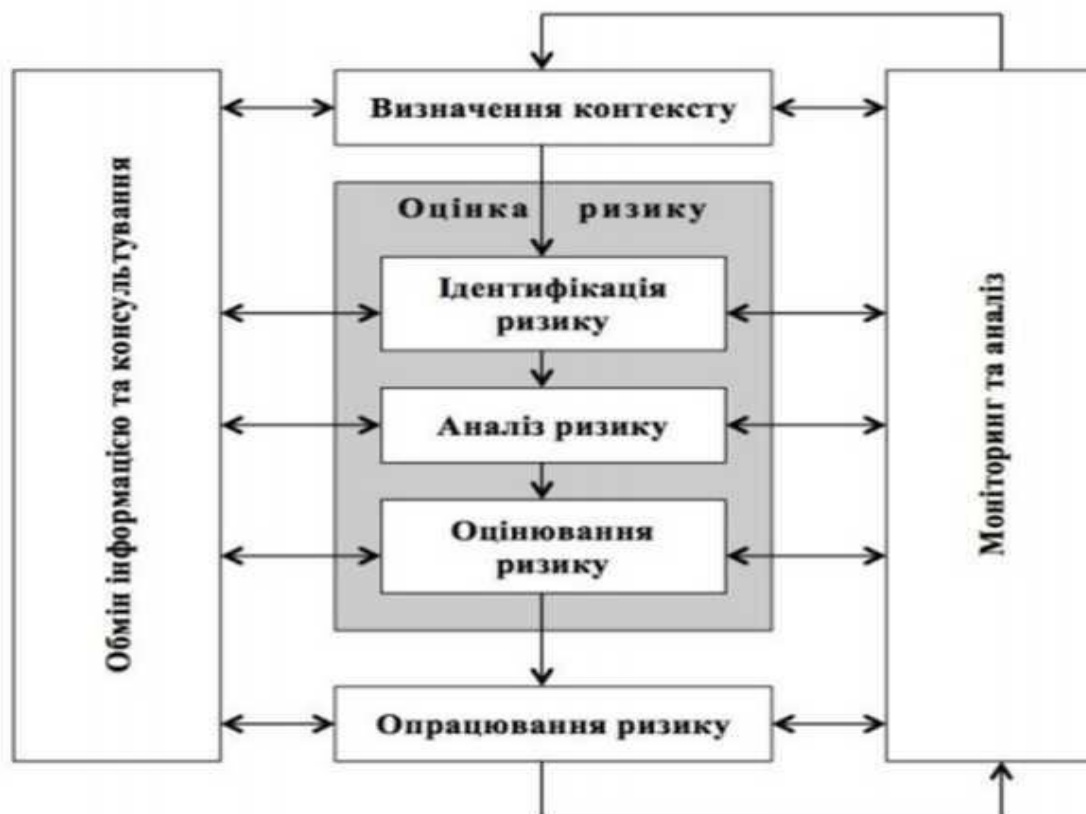 Обмін інформацією та консультування
Визначення контексту
Оцінка ризику
Ідентифікація
ризику
Аналіз ризику
Оцінювання
ризику
Опрацювання ризику
Моніторинг та аналіз